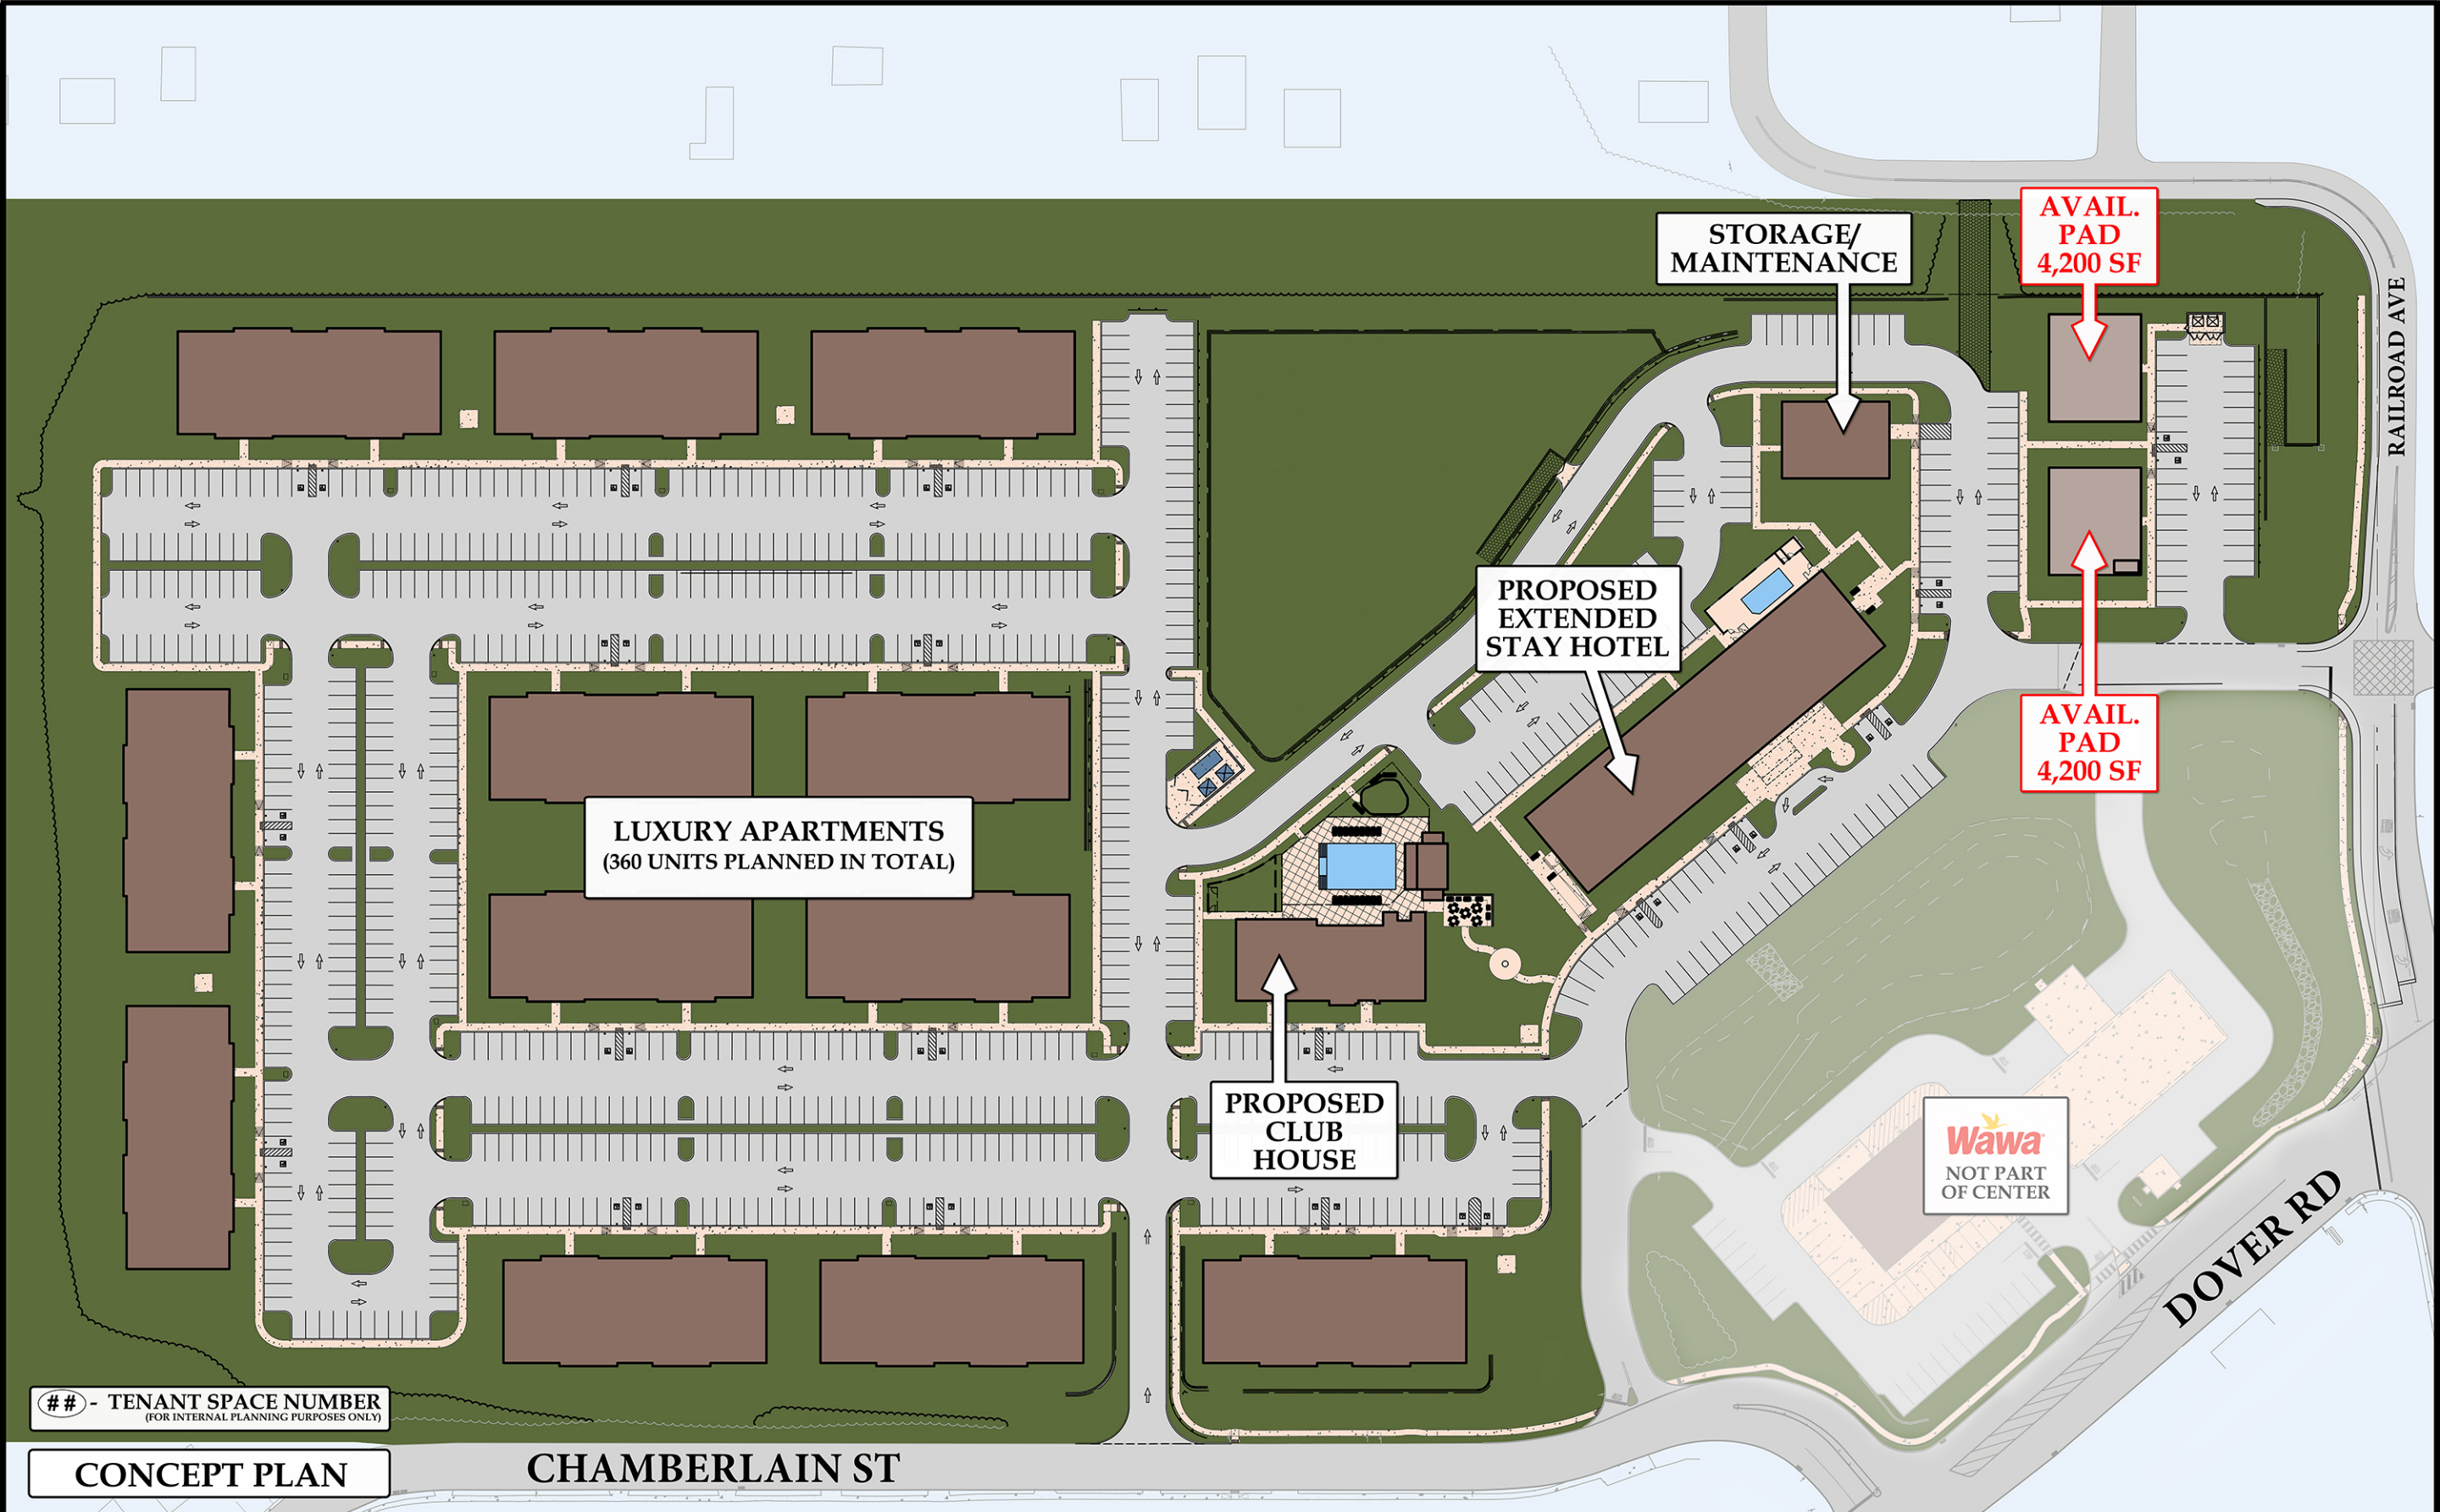 AVAIL.
PAD
4,200 SF
STORAGE/
MAINTENANCE
RAILROAD AVE
PROPOSED
EXTENDED
STAY HOTEL
AVAIL.
PAD
4,200 SF
LUXURY APARTMENTS
(360 UNITS PLANNED IN TOTAL)
PROPOSED
CLUB
HOUSE
Wawa
NOT PART
OF CENTER
DOVER RD
## - TENANT SPACE NUMBER
(FOR INTERNAL PLANNING PURPOSES ONLY)
CONCEPT PLAN
CHAMBERLAIN ST